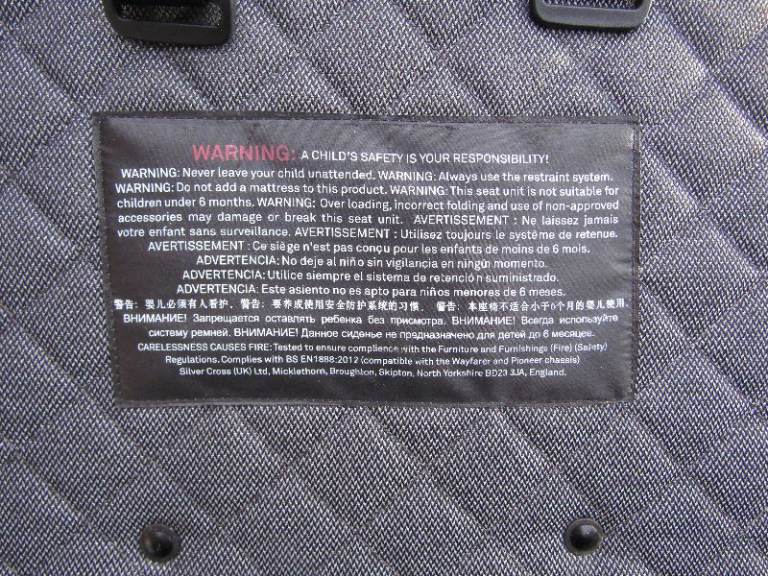 WARNING: A CHILD'S SAFETY IS YOUR RESPONSIBILITY!
WARNING: Never leave your child unattended. WARNING: Always use the restraint system.
WARNING: Do not add a mattress to this product. WARNING: This seat unit is not suitable for
children under 6 months. WARNING: Over loading, incorrect folding and use of non-approved
accessories may damage or break this seat unit. AVERTISSEMENT : Ne laissez jamais
votre enfant sans surveillance. AVERTISSEMENT : Utilisez toujours le système de retenue.
AVERTISSEMENT : Ce siège n'est pas conçu pour les enfants de moins de 6 mois.
ADVERTENCIA: No deje al niño sin vigilancia en ningún momento.
ADVERTENCIA: Utilice siempre el sistema de retención suministrado.
ADVERTENCIA: Este asiento no es apto para niños menores de 6 meses.
警告: 婴儿必须有人看护. 警告: 要养成使用安全防护系统的习惯. 警告: 本座椅不适合小于6个月的婴儿使用.
ВНИМАНИЕ! Запрещается оставлять ребенка без присмотра. ВНИМАНИЕ! Всегда используйте
систему ремней. ВНИМАНИЕ! Данное сиденье не предназначено для детей до 6 месяцев.
CARELESSNESS CAUSES FIRE: Tested to ensure compliance with the Furniture and Furnishings (Fire) (Safety)
Regulations. Complies with BS EN1888:2012 (compatible with the Wayfarer and Pioneer chassis)
Silver Cross (UK) Ltd, Micklethorn, Broughton, Skipton, North Yorkshire BD23 3JA, England.